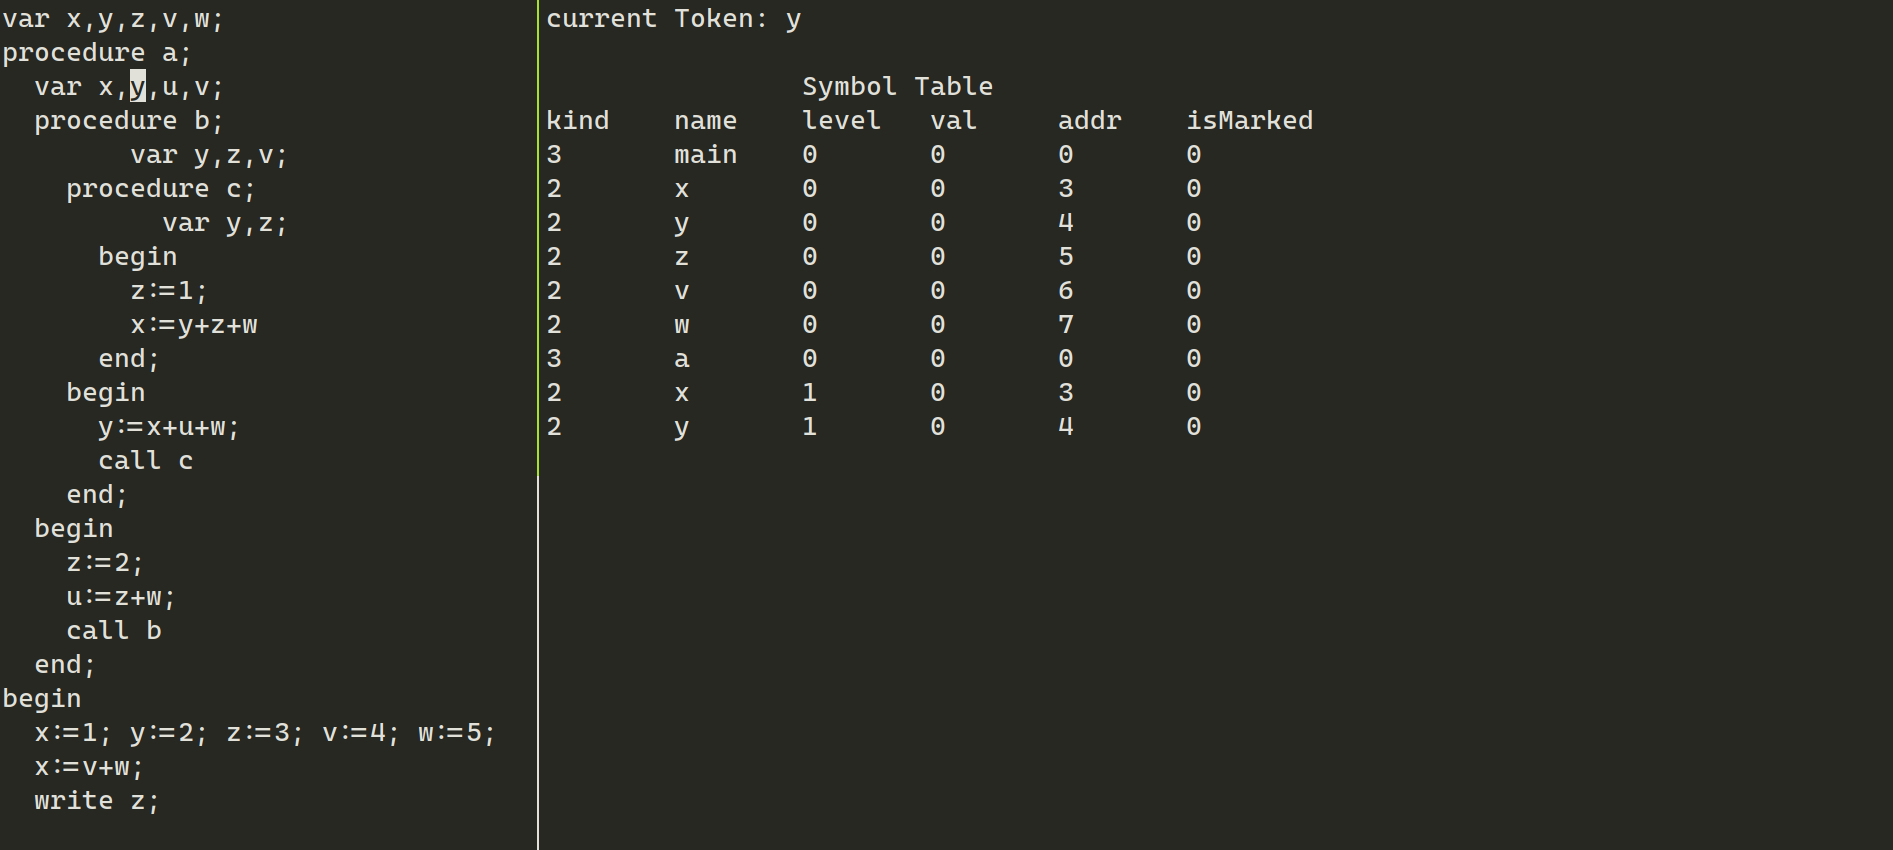 var x,y,z,v,w;
procedure a;
  var x,y,u,v;
  procedure b;
        var y,z,v;
    procedure c;
          var y,z;
      begin
        z:=1;
        x:=y+z+w
      end;
    begin
      y:=x+u+w;
      call c
    end;
  begin
    z:=2;
    u:=z+w;
    call b
  end;
begin
  x:=1; y:=2; z:=3; v:=4; w:=5;
  x:=v+w;
  write z;
current Token: y
Symbol Table
kind name level val addr isMarked
3 main 0 0 0 0
2 x 0 0 3 0
2 y 0 0 4 0
2 z 0 0 5 0
2 v 0 0 6 0
2 w 0 0 7 0
3 a 0 0 0 0
2 x 1 0 3 0
2 y 1 0 4 0